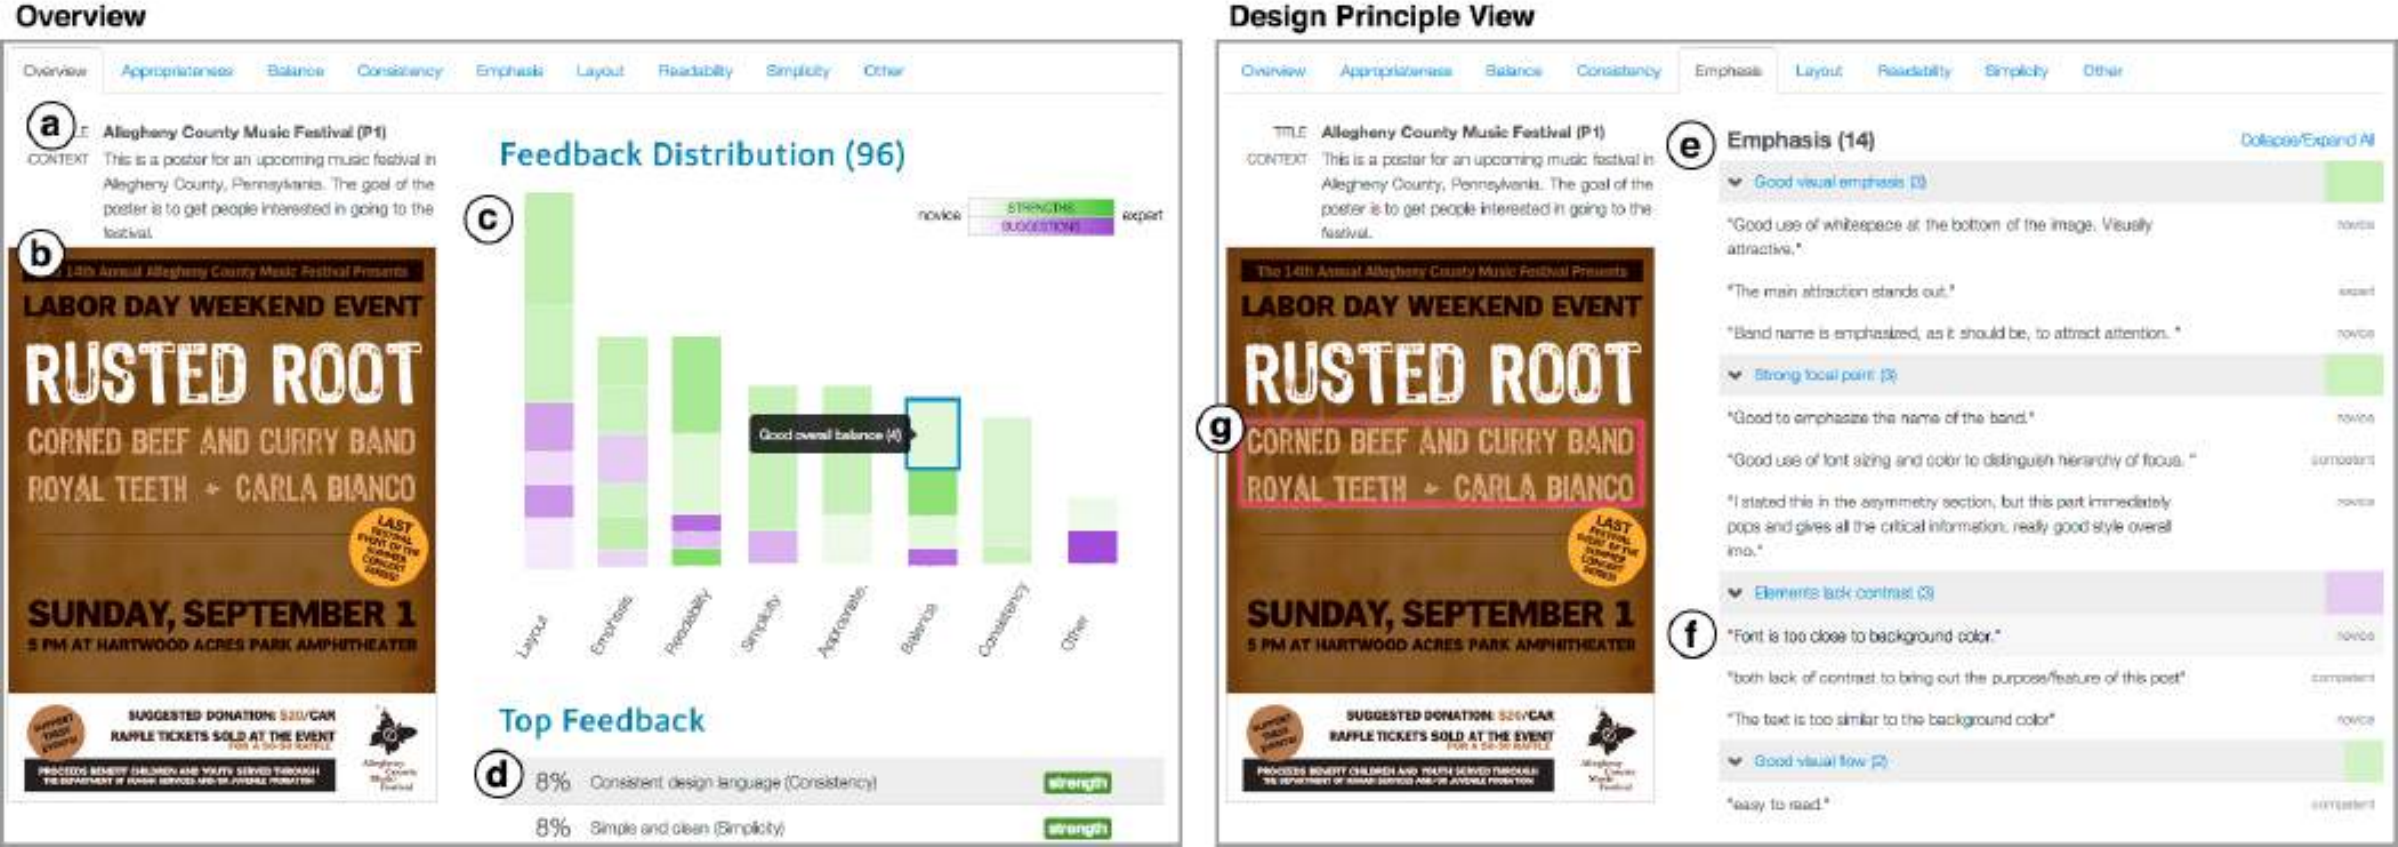 Overview
Overview Appropriateness Balance Consistency Emphasis Layout Readability Simplicity Other
a
Allegheny County Music Festival (P1)
CONTEXT This is a poster for an upcoming music festival in
Allegheny County, Pennsylvania. The goal of the
poster is to get people interested in going to the
festival.
b
14th Annual Allegheny County Music Festival Presents
LABOR DAY WEEKEND EVENT
RUSTED ROOT
CORNED BEEF AND CURRY BAND
ROYAL TEETH + CARLA BIANCO
LAST
FESTIVAL
EVENT OF THE
SUMMER
CONCERT
SERIES!
SUNDAY, SEPTEMBER 1
5 PM AT HARTWOOD ACRES PARK AMPHITHEATER
SUPPORT
THESE
EVENTS!
SUGGESTED DONATION: $20/CAR
RAFFLE TICKETS SOLD AT THE EVENT
FOR A 50-50 RAFFLE
PROCEEDS BENEFIT CHILDREN AND YOUTH SERVED THROUGH
THE DEPARTMENT OF HUMAN SERVICES AND/OR JUVENILE PROBATION
Allegheny
County
Music
Festival
Feedback Distribution (96)
c
novice STRENGTHS expert
SUGGESTIONS
Good overall balance (4)
Layout Emphasis Readability Simplicity Appropriate. Balance Consistency Other
Top Feedback
d
8% Consistent design language (Consistency) strength
8% Simple and clean (Simplicity) strength
Design Principle View
Overview Appropriateness Balance Consistency Emphasis Layout Readability Simplicity Other
TITLE Allegheny County Music Festival (P1)
CONTEXT This is a poster for an upcoming music festival in
Allegheny County, Pennsylvania. The goal of the
poster is to get people interested in going to the
festival.
The 14th Annual Allegheny County Music Festival Presents
LABOR DAY WEEKEND EVENT
RUSTED ROOT
g
CORNED BEEF AND CURRY BAND
ROYAL TEETH + CARLA BIANCO
LAST
FESTIVAL
EVENT OF THE
SUMMER
CONCERT
SERIES!
SUNDAY, SEPTEMBER 1
5 PM AT HARTWOOD ACRES PARK AMPHITHEATER
SUPPORT
THESE
EVENTS!
SUGGESTED DONATION: $20/CAR
RAFFLE TICKETS SOLD AT THE EVENT
FOR A 50-50 RAFFLE
PROCEEDS BENEFIT CHILDREN AND YOUTH SERVED THROUGH
THE DEPARTMENT OF HUMAN SERVICES AND/OR JUVENILE PROBATION
Allegheny
County
Music
Festival
e
Emphasis (14) Collapse/Expand All
Good visual emphasis (3)
"Good use of whitespace at the bottom of the image. Visually novice
attractive."
"The main attraction stands out." expert
"Band name is emphasized, as it should be, to attract attention. " novice
Strong focal point (3)
"Good to emphasize the name of the band." novice
"Good use of font sizing and color to distinguish hierarchy of focus. " competent
"I stated this in the asymmetry section, but this part immediately novice
pops and gives all the critical information, really good style overall
imo."
Elements lack contrast (3)
f
"Font is too close to background color." novice
"both lack of contrast to bring out the purpose/feature of this post" competent
"The text is too similar to the background color" novice
Good visual flow (2)
"easy to read." competent